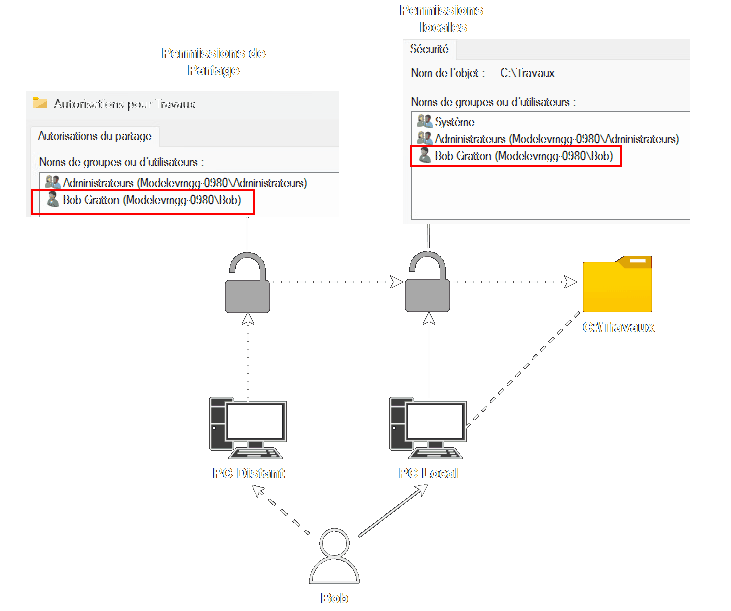 Permissions
locales
Permissions de
Partage
Sécurité
Nom de l'objet : C:\Travaux
Noms de groupes ou d'utilisateurs :
Système
Administrateurs (Modelevmgg-0980\Administrateurs)
Bob Gratton (Modelevmgg-0980\Bob)
Autorisations pour Travaux
Autorisations du partage
Noms de groupes ou d'utilisateurs :
Administrateurs (Modelevmgg-0980\Administrateurs)
Bob Gratton (Modelevmgg-0980\Bob)
C:\Travaux
PC Distant
PC Local
Bob